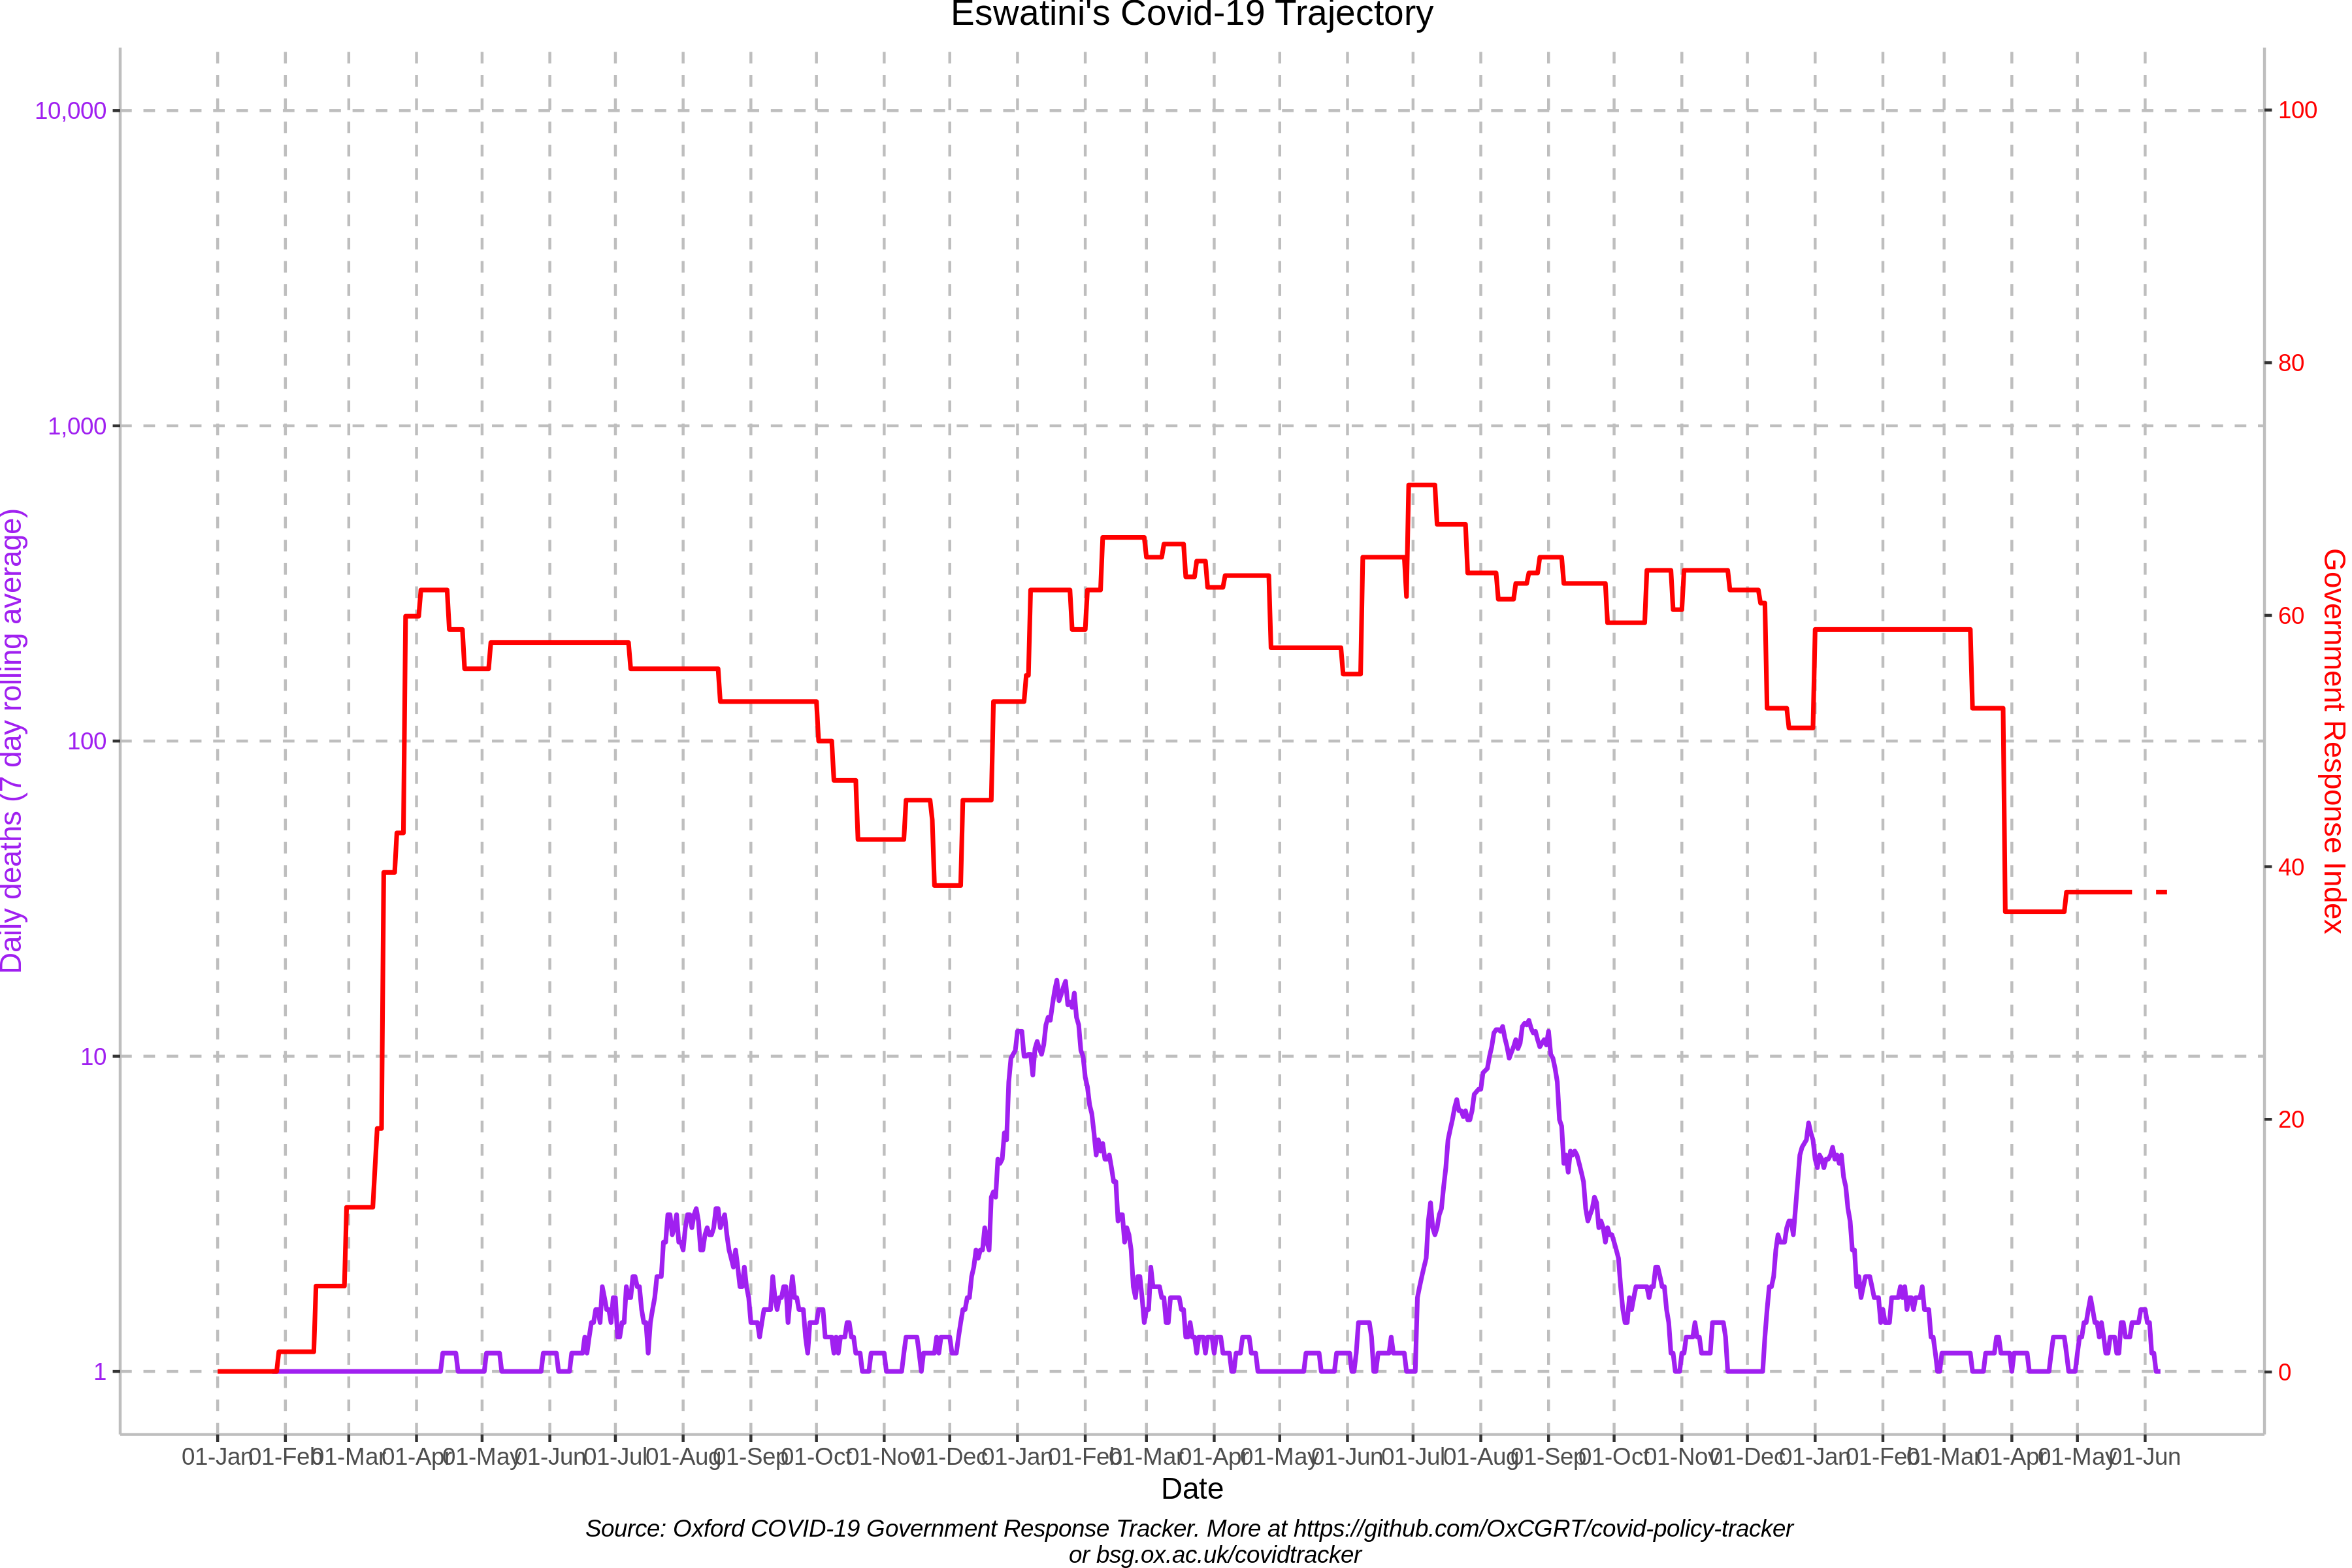 Eswatini's Covid-19 Trajectory
10,000
1,000
100
10
1
Daily deaths (7 day rolling average)
100
80
60
40
20
0
Government Response Index
01-Jan 01-Feb 01-Mar 01-Apr 01-May 01-Jun 01-Jul 01-Aug 01-Sep 01-Oct 01-Nov 01-Dec 01-Jan 01-Feb 01-Mar 01-Apr 01-May 01-Jun 01-Jul 01-Aug 01-Sep 01-Oct 01-Nov 01-Dec 01-Jan 01-Feb 01-Mar 01-Apr 01-May 01-Jun
Date
Source: Oxford COVID-19 Government Response Tracker. More at https://github.com/OxCGRT/covid-policy-tracker
or bsg.ox.ac.uk/covidtracker